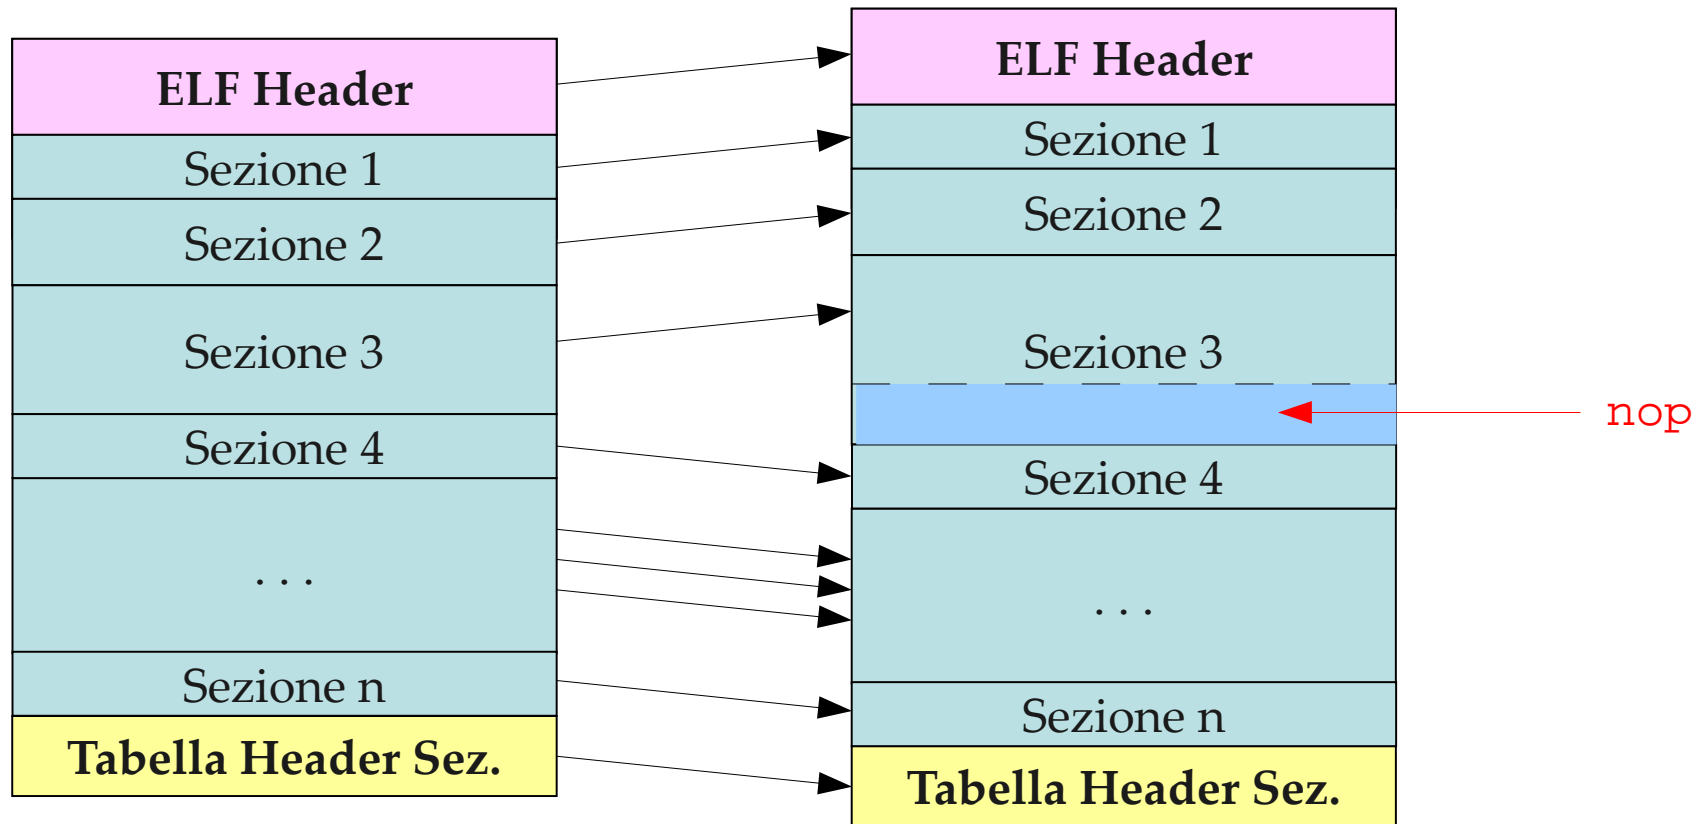 ELF Header
Sezione 1
Sezione 2
Sezione 3
Sezione 4
. . .
Sezione n
Tabella Header Sez.
ELF Header
Sezione 1
Sezione 2
Sezione 3
nop
Sezione 4
. . .
Sezione n
Tabella Header Sez.